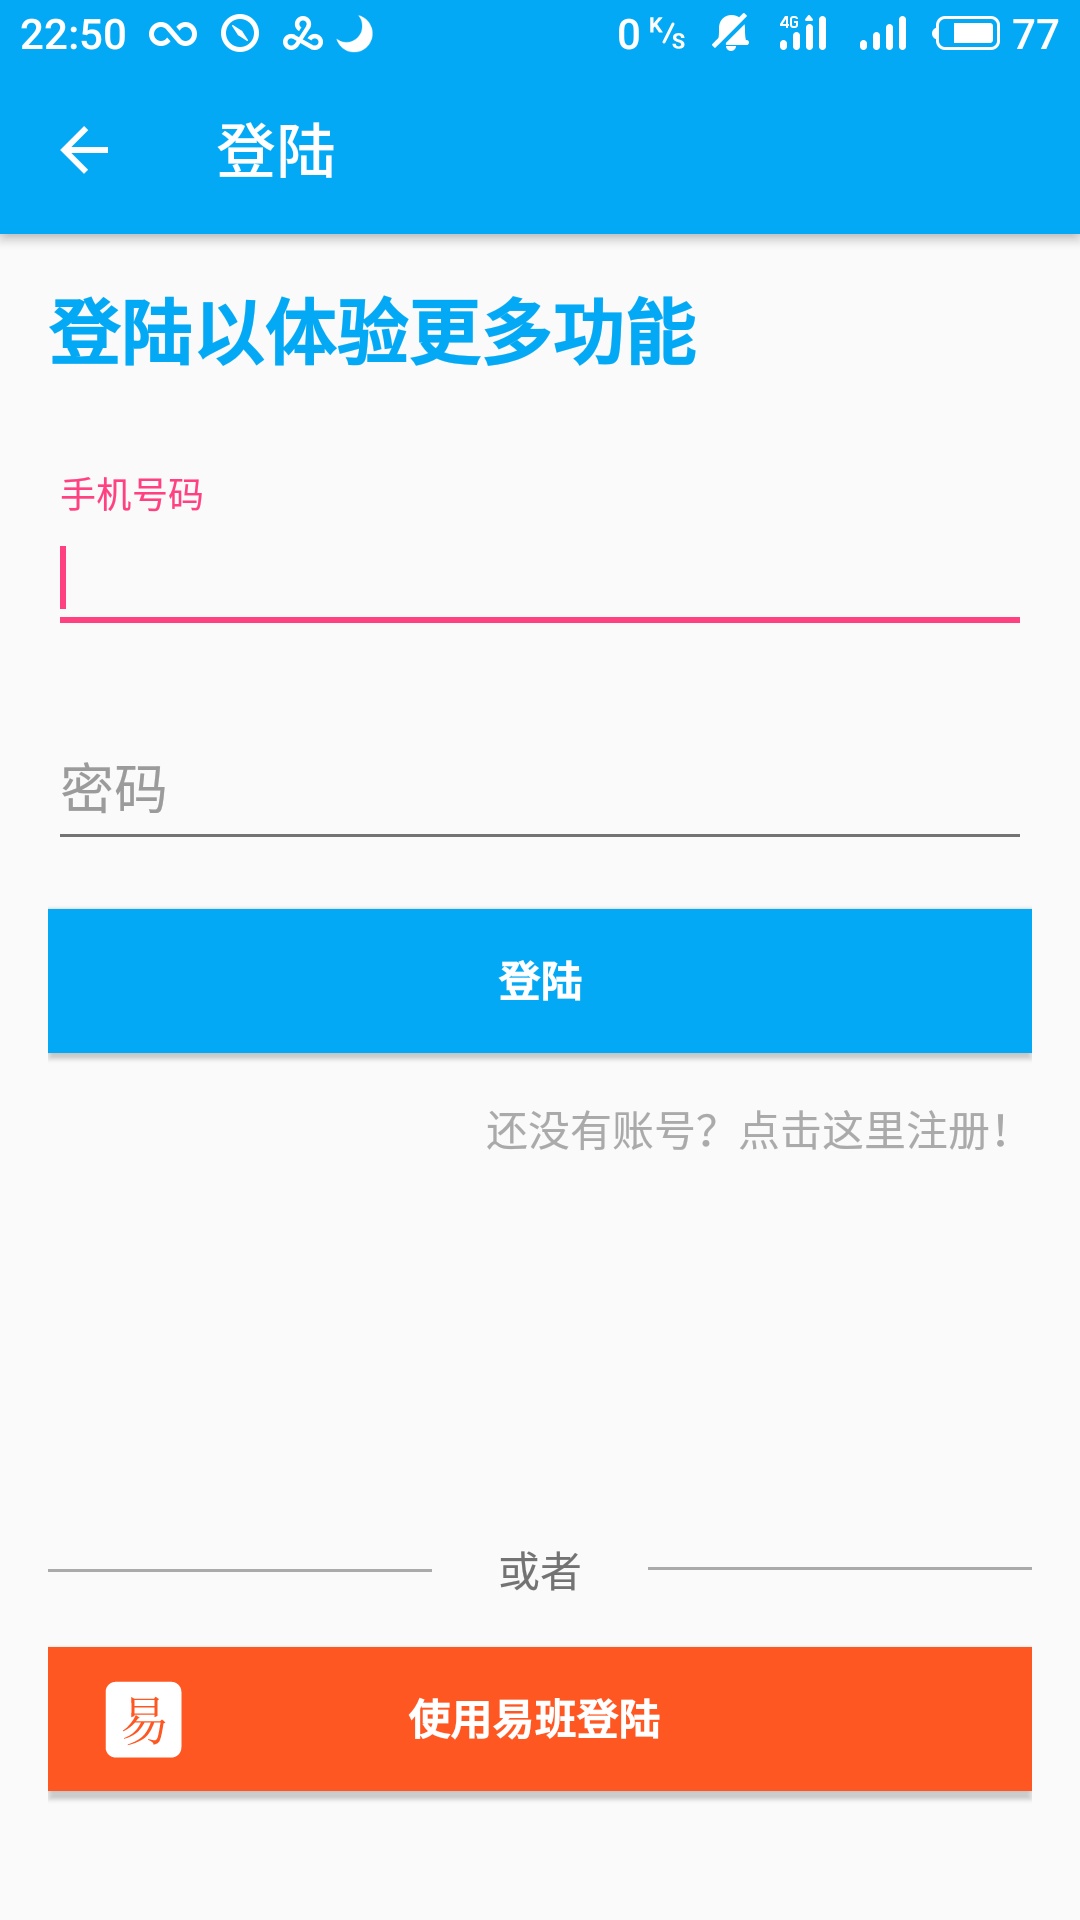 22:50 0 K/s 4G 77
登陆
登陆以体验更多功能
手机号码
密码
登陆
还没有账号？点击这里注册！
或者
易 使用易班登陆